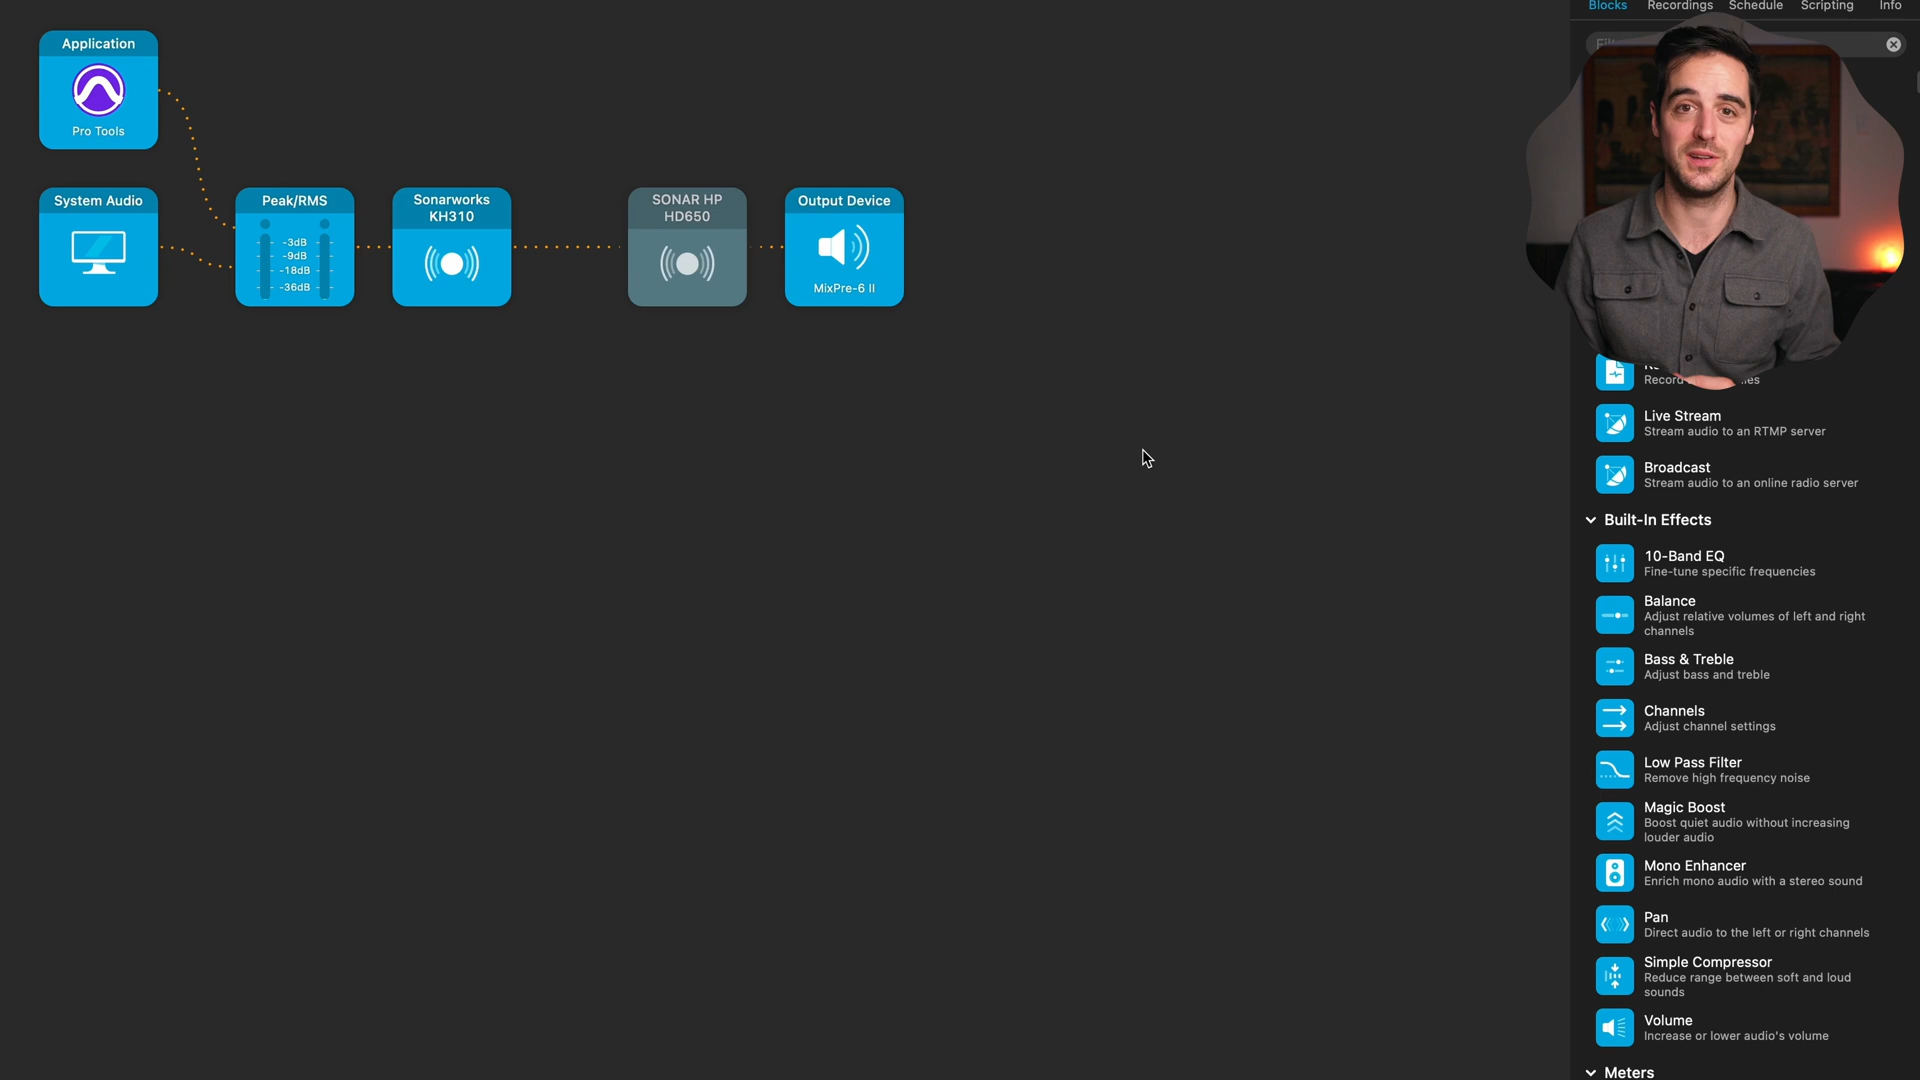 Blocks
Recordings
Schedule
Scripting
Info
Application
Pro Tools
System Audio
Peak/RMS
-3dB
-9dB
-18dB
-36dB
Sonarworks
KH310
SONAR HP
HD650
Output Device
MixPre-6 II
Live Stream
Stream audio to an RTMP server
Broadcast
Stream audio to an online radio server
Built-In Effects
10-Band EQ
Fine-tune specific frequencies
Balance
Adjust relative volumes of left and right
channels
Bass & Treble
Adjust bass and treble
Channels
Adjust channel settings
Low Pass Filter
Remove high frequency noise
Magic Boost
Boost quiet audio without increasing
louder audio
Mono Enhancer
Enrich mono audio with a stereo sound
Pan
Direct audio to the left or right channels
Simple Compressor
Reduce range between soft and loud
sounds
Volume
Increase or lower audio's volume
Meters